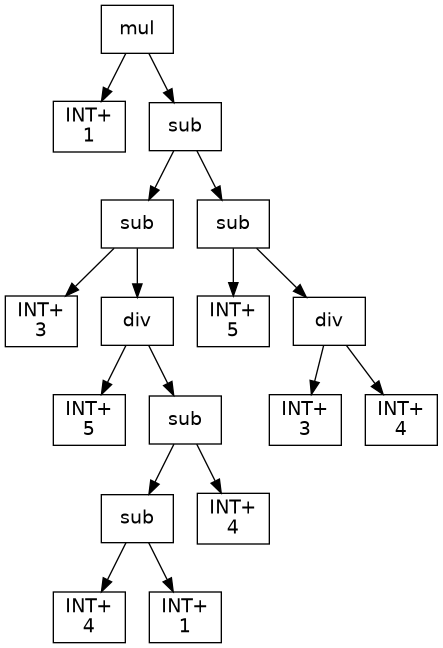 mul
INT+
1
sub
sub
sub
INT+
3
div
INT+
5
div
INT+
5
sub
INT+
3
INT+
4
sub
INT+
4
INT+
4
INT+
1